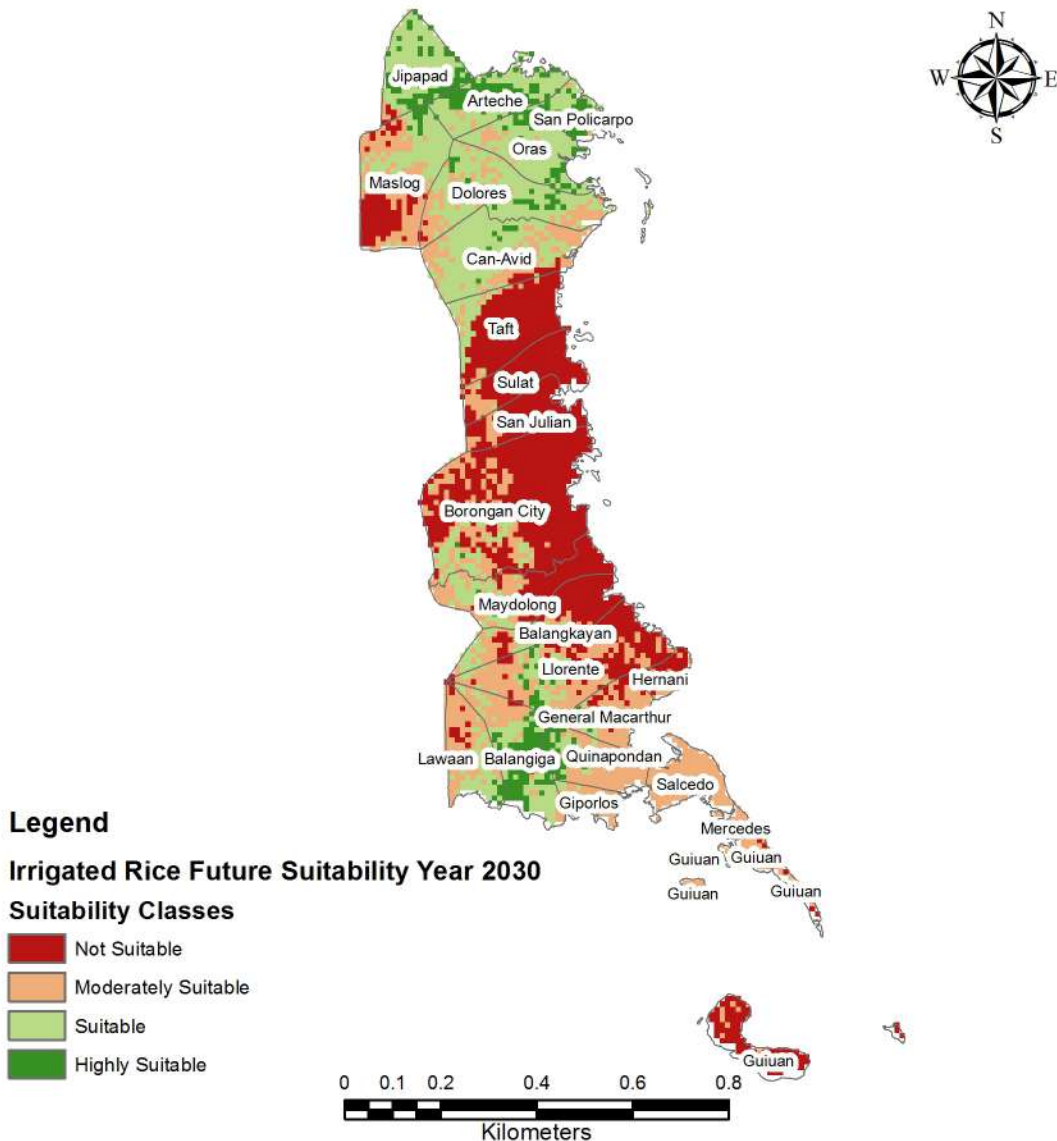 N
W E
S
Jipapad
Arteche
San Policarpo
Oras
Maslog
Dolores
Can-Avid
Taft
Sulat
San Julian
Borongan City
Maydolong
Balangkayan
Llorente
Hernani
General Macarthur
Lawaan
Balangiga
Quinapondan
Salcedo
Giporlos
Mercedes
Guiuan
Guiuan
Guiuan
Guiuan
Legend
Irrigated Rice Future Suitability Year 2030
Suitability Classes
Not Suitable
Moderately Suitable
Suitable
Highly Suitable
Guiuan
0 0.1 0.2 0.4 0.6 0.8
Kilometers